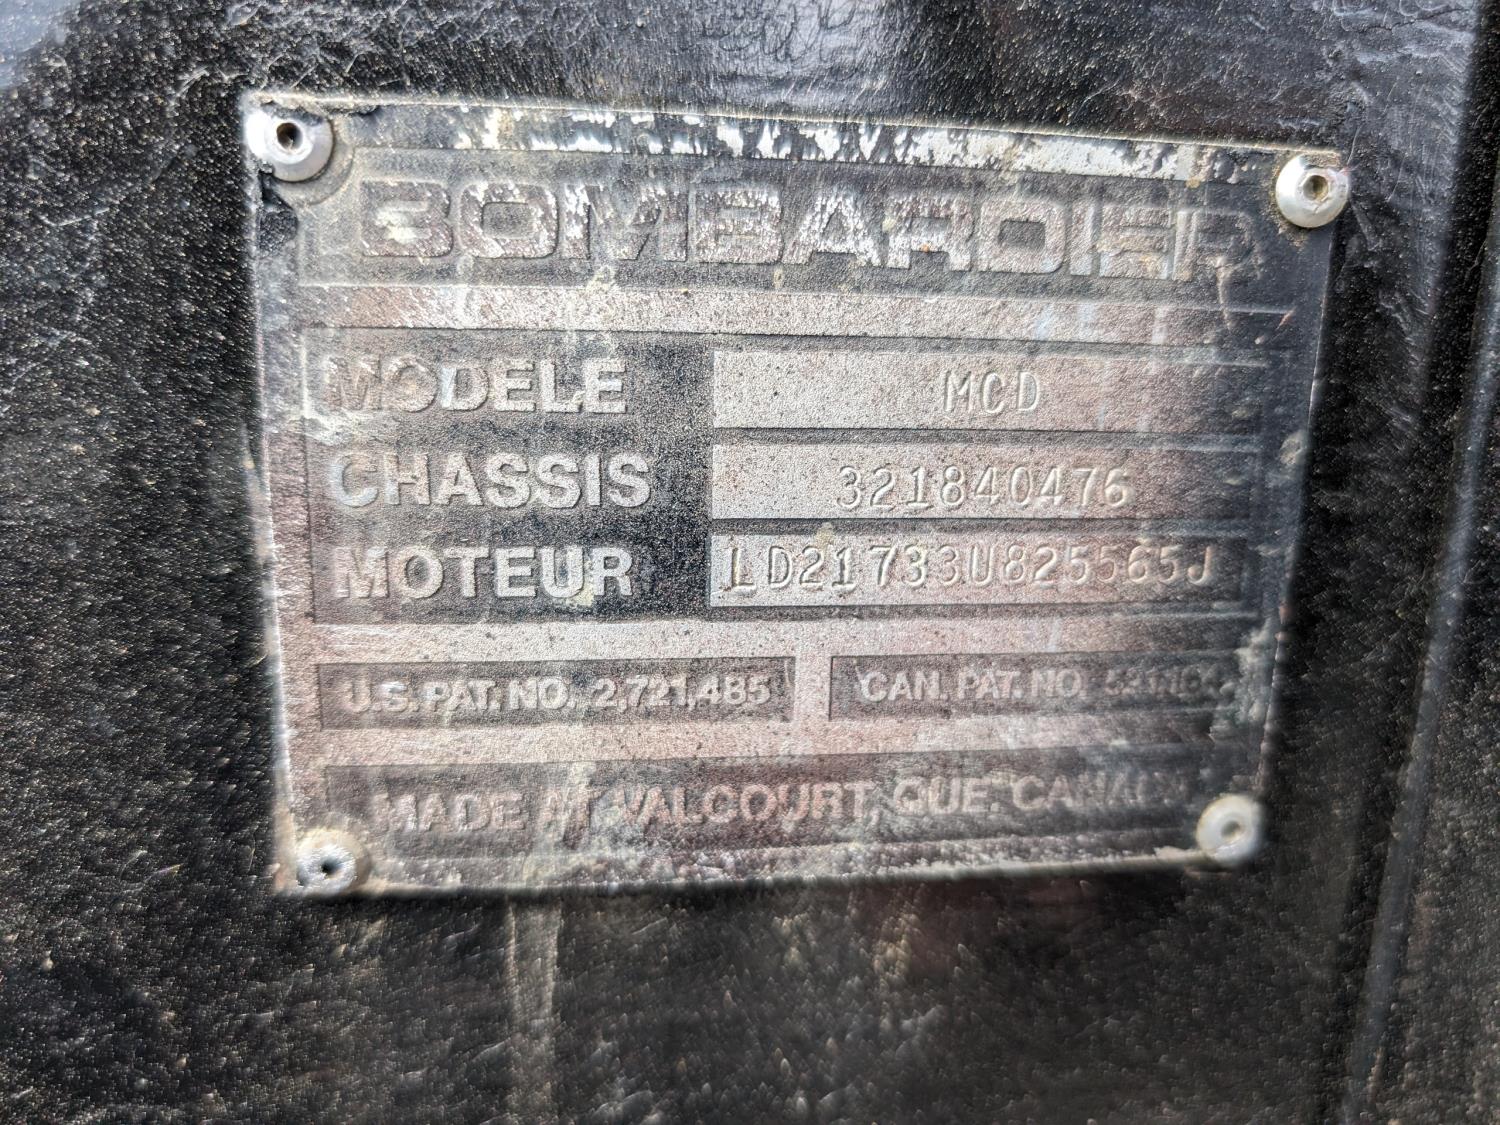 BOMBARDIER
MODÈLE MCD
CHASSIS 321840476
MOTEUR LD21733U825565J
U.S. PAT. NO. 2,721,485 CAN. PAT. NO.
MADE AT VALCOURT, QUE. CANADA